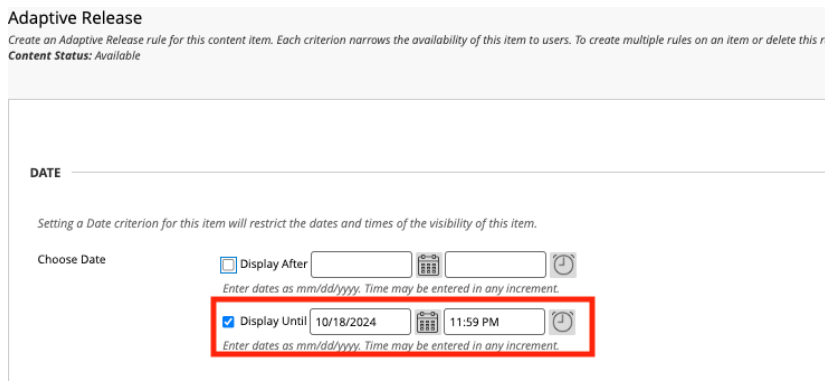 Adaptive Release
Create an Adaptive Release rule for this content item. Each criterion narrows the availability of this item to users. To create multiple rules on an item or delete this
Content Status: Available
DATE
Setting a Date criterion for this item will restrict the dates and times of the visibility of this item.
Choose Date
Display After
Enter dates as mm/dd/yyyy. Time may be entered in any increment.
Display Until 10/18/2024 11:59 PM
Enter dates as mm/dd/yyyy. Time may be entered in any increment.